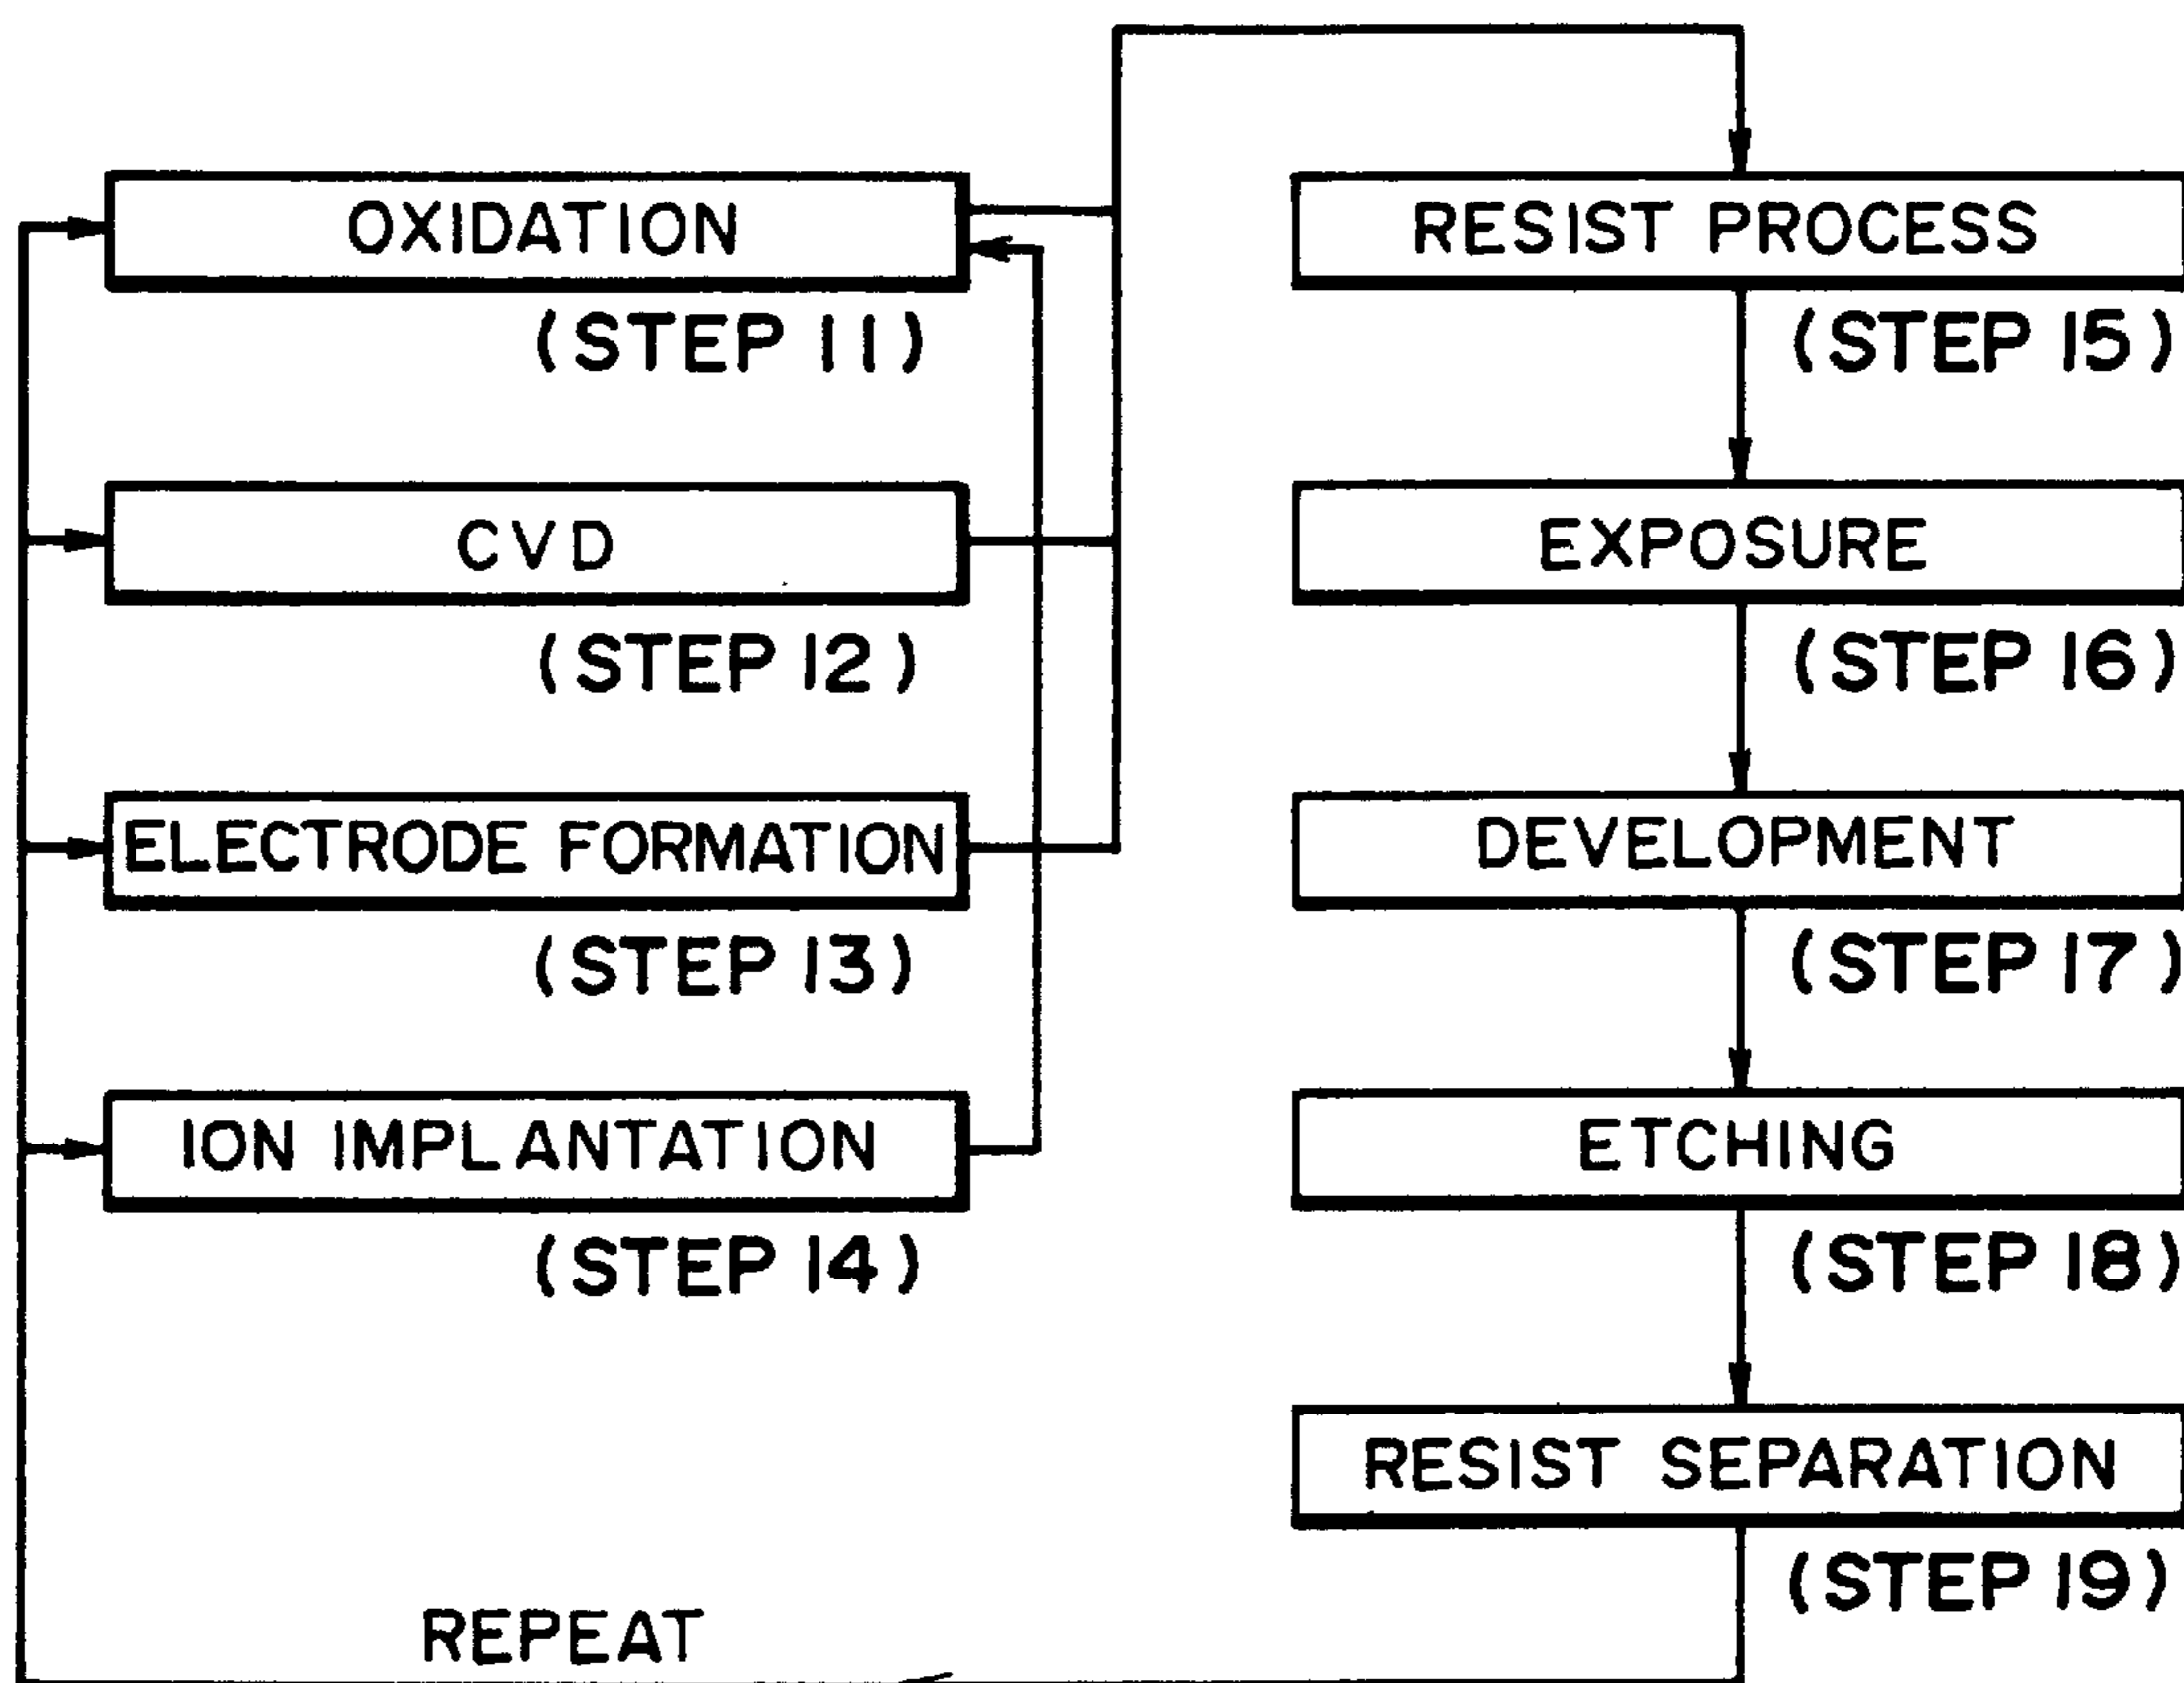 OXIDATION
(STEP 11)
CVD
(STEP 12)
ELECTRODE FORMATION
(STEP 13)
ION IMPLANTATION
(STEP 14)
RESIST PROCESS
(STEP 15)
EXPOSURE
(STEP 16)
DEVELOPMENT
(STEP 17)
ETCHING
(STEP 18)
RESIST SEPARATION
(STEP 19)
REPEAT